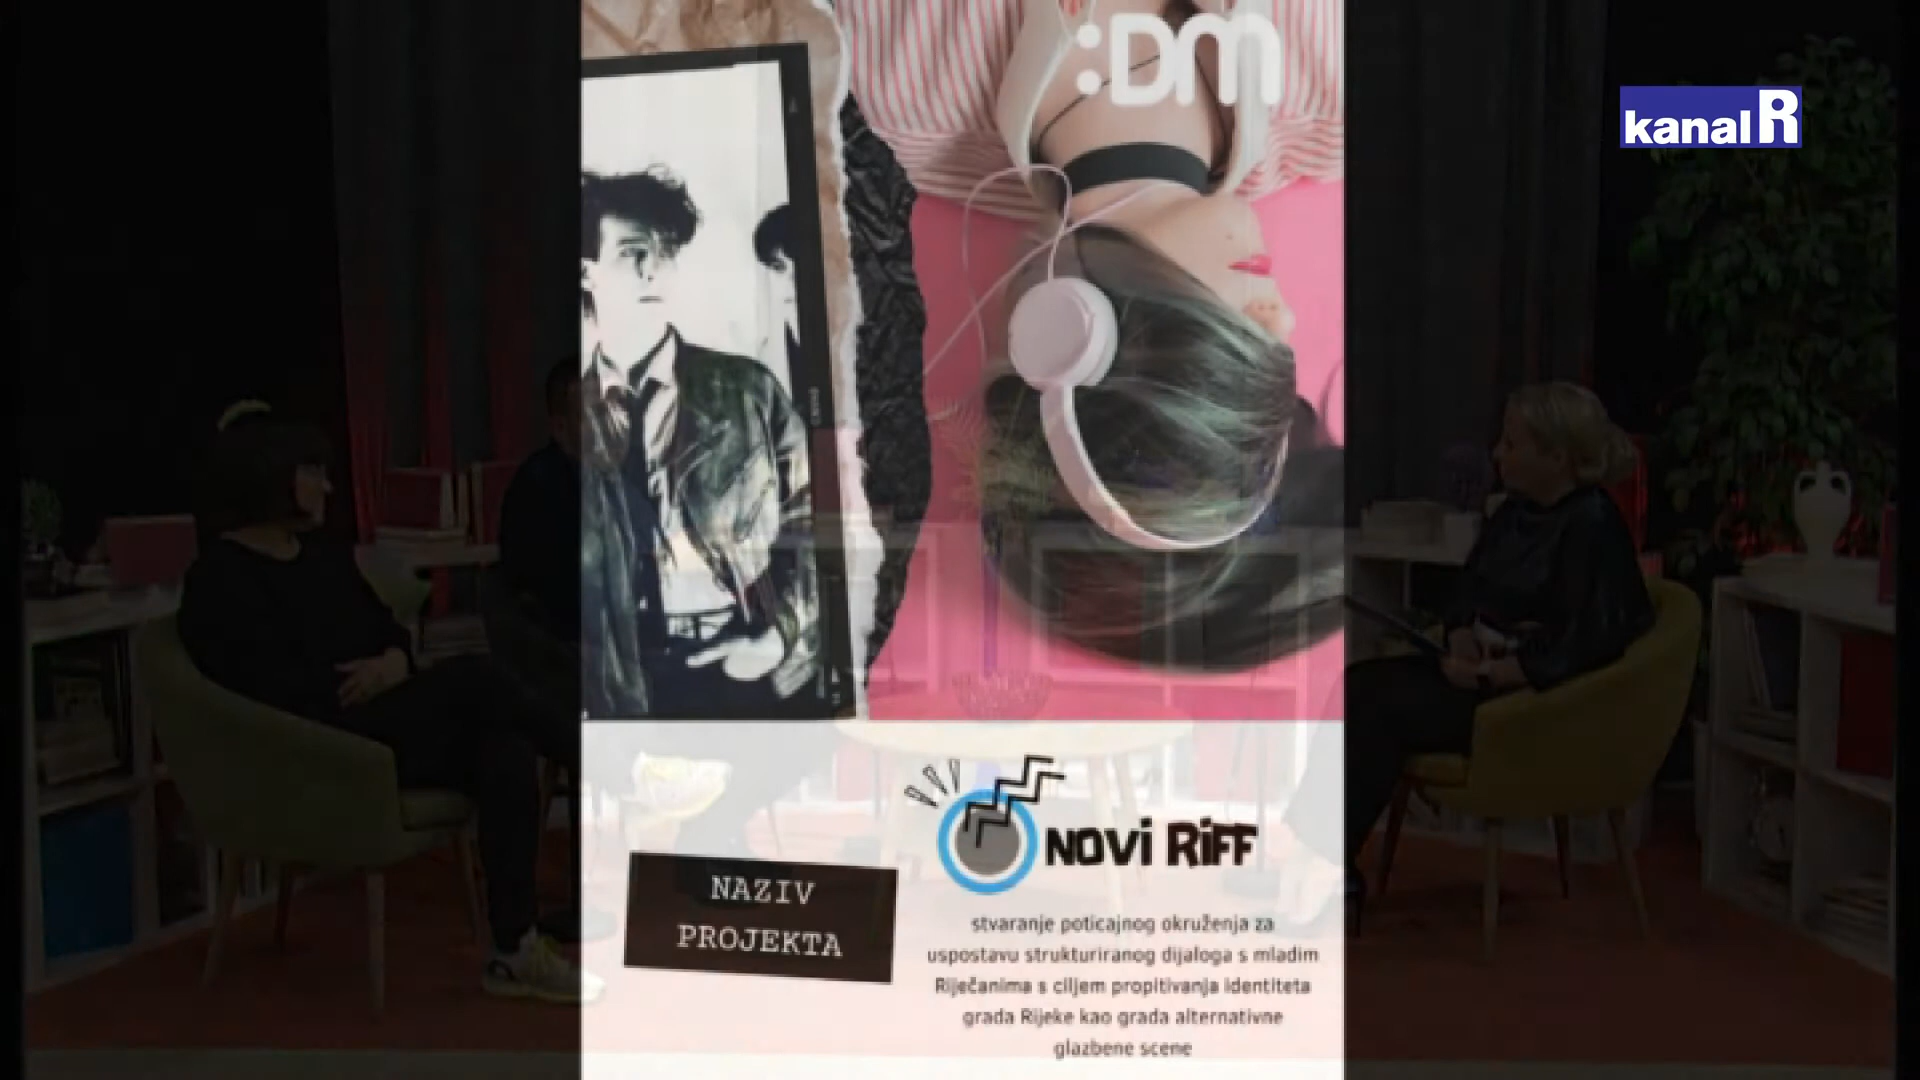 :DM
kanal R
NOVi RiFF
NAZIV
PROJEKTA
stvaranje poticajnog okruženja za
uspostavu strukturiranog dijaloga s mladim
Riječanima s ciljem propitivanja identiteta
grada Rijeke kao grada alternativne
glazbene scene